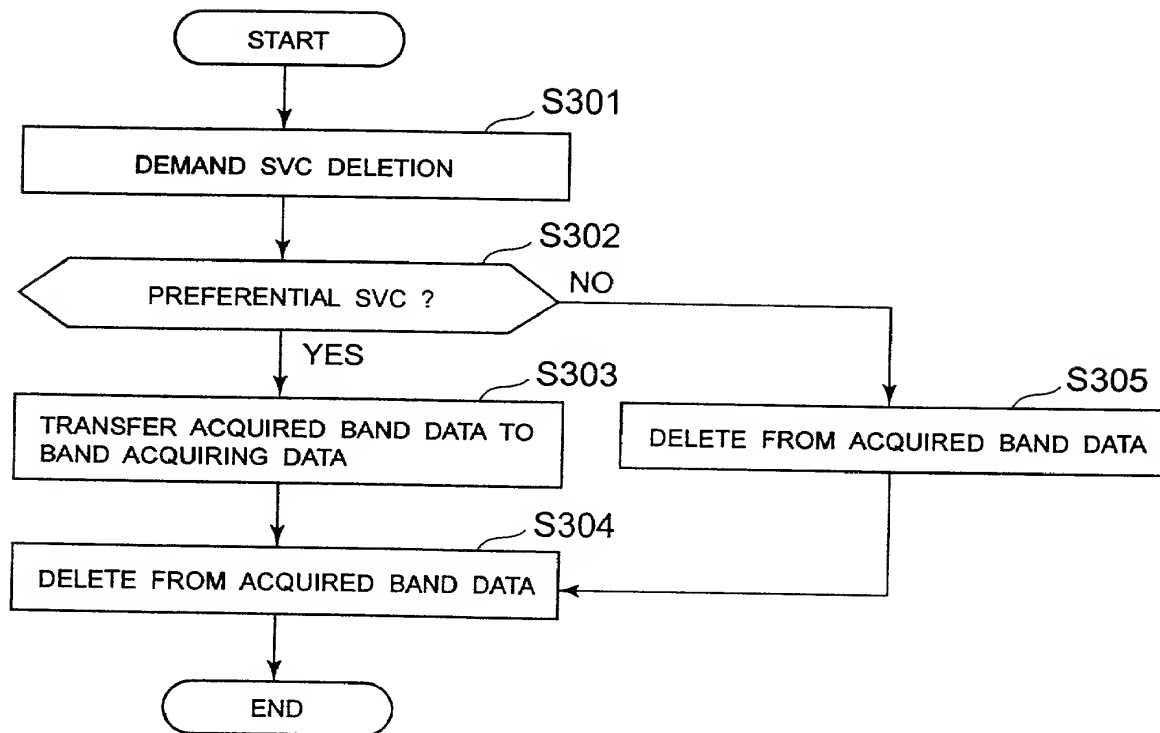 START
S301
DEMAND SVC DELETION
S302
PREFERENTIAL SVC ?
NO
YES
S303
TRANSFER ACQUIRED BAND DATA TO
BAND ACQUIRING DATA
S305
DELETE FROM ACQUIRED BAND DATA
S304
DELETE FROM ACQUIRED BAND DATA
END